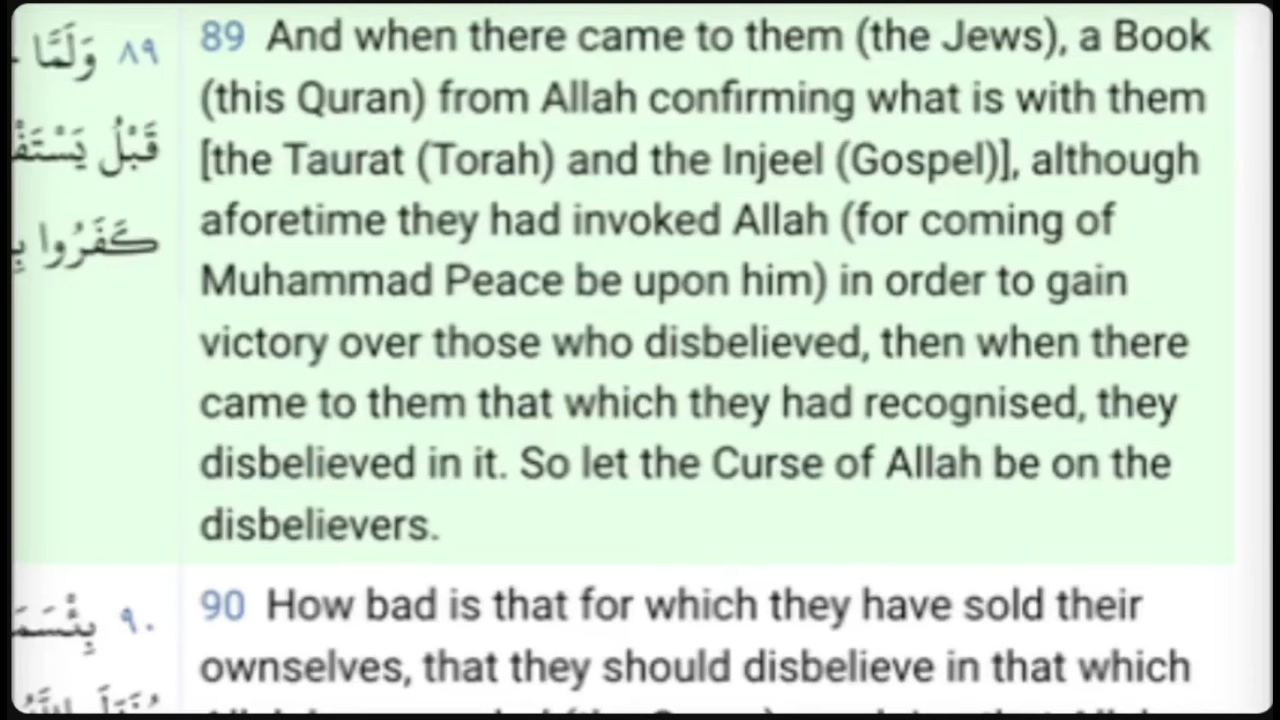 89 And when there came to them (the Jews), a Book
(this Quran) from Allah confirming what is with them
[the Taurat (Torah) and the Injeel (Gospel)], although
aforetime they had invoked Allah (for coming of
Muhammad Peace be upon him) in order to gain
victory over those who disbelieved, then when there
came to them that which they had recognised, they
disbelieved in it. So let the Curse of Allah be on the
disbelievers.
90 How bad is that for which they have sold their
ownselves, that they should disbelieve in that which
٨٩ وَلَمَّا
قَبْلُ
كَفَرُوا
٩٠